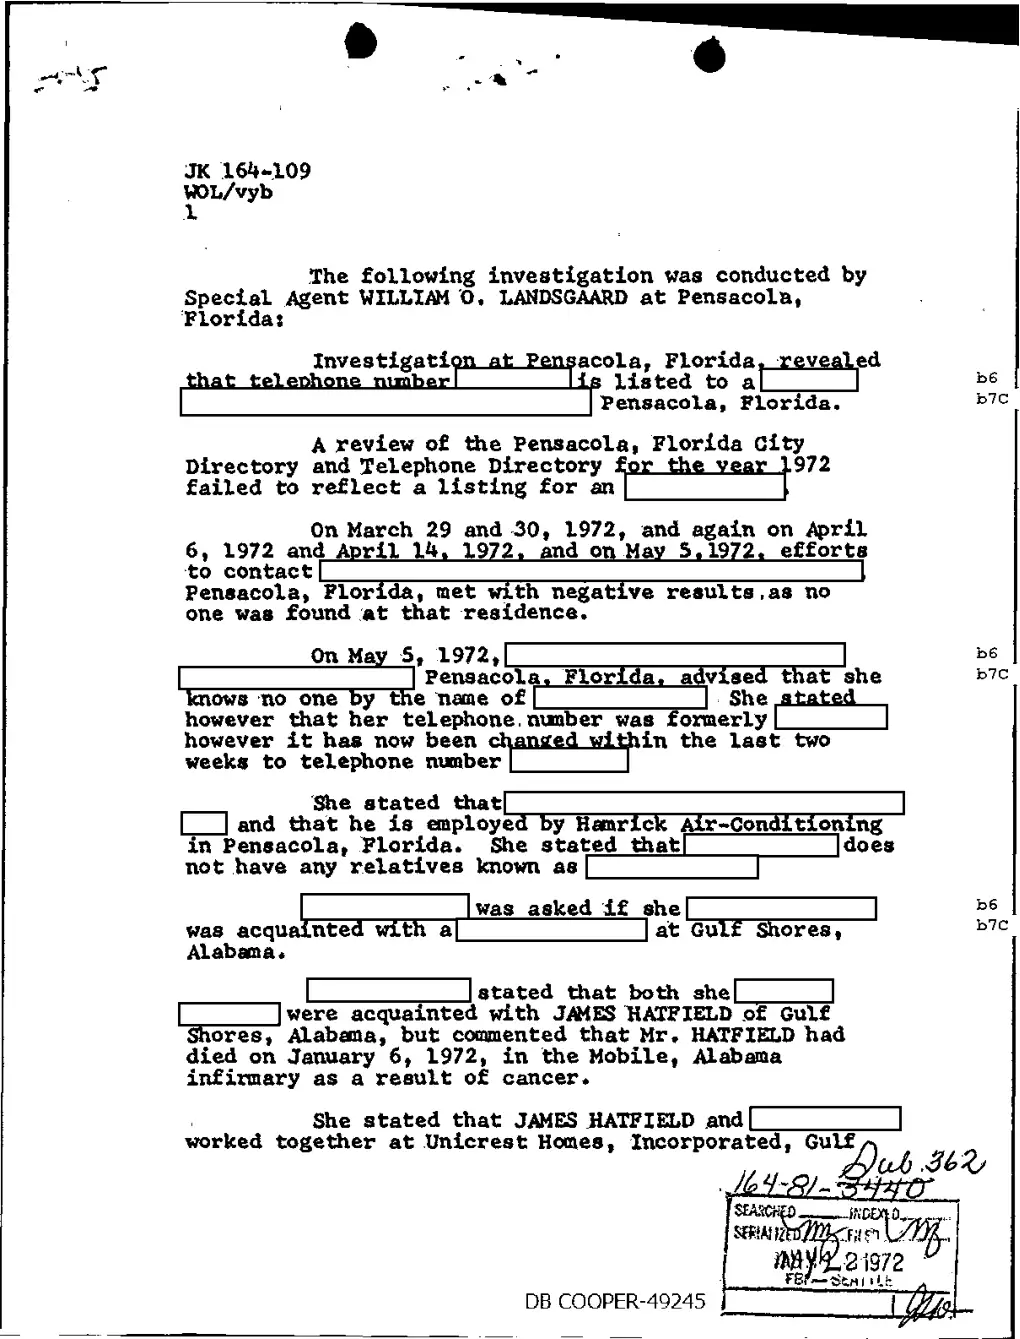 JK 164-109
WOL/vyb
1
The following investigation was conducted by
Special Agent WILLIAM O. LANDSGAARD at Pensacola,
Florida:
Investigation at Pensacola, Florida, revealed
that telephone number is listed to a
b6
Pensacola, Florida.
b7C
A review of the Pensacola, Florida City
Directory and Telephone Directory for the year 1972
failed to reflect a listing for an
On March 29 and 30, 1972, and again on April
6, 1972 and April 14, 1972, and on May 5,1972, efforts
to contact
Pensacola, Florida, met with negative results,as no
one was found at that residence.
On May 5, 1972,
b6
Pensacola, Florida, advised that she
b7C
knows no one by the name of . She stated
however that her telephone number was formerly
however it has now been changed within the last two
weeks to telephone number
She stated that
and that he is employed by Hamrick Air-Conditioning
in Pensacola, Florida. She stated that does
not have any relatives known as
was asked if she
b6
was acquainted with a at Gulf Shores,
b7C
Alabama.
stated that both she
were acquainted with JAMES HATFIELD of Gulf
Shores, Alabama, but commented that Mr. HATFIELD had
died on January 6, 1972, in the Mobile, Alabama
infirmary as a result of cancer.
She stated that JAMES HATFIELD and
worked together at Unicrest Homes, Incorporated, Gulf
Sub. 362
164-81-3440
SEARCHED INDEXED
SERIALIZED FILED
MAY 22 1972
FBI—SEATTLE
DB COOPER-49245